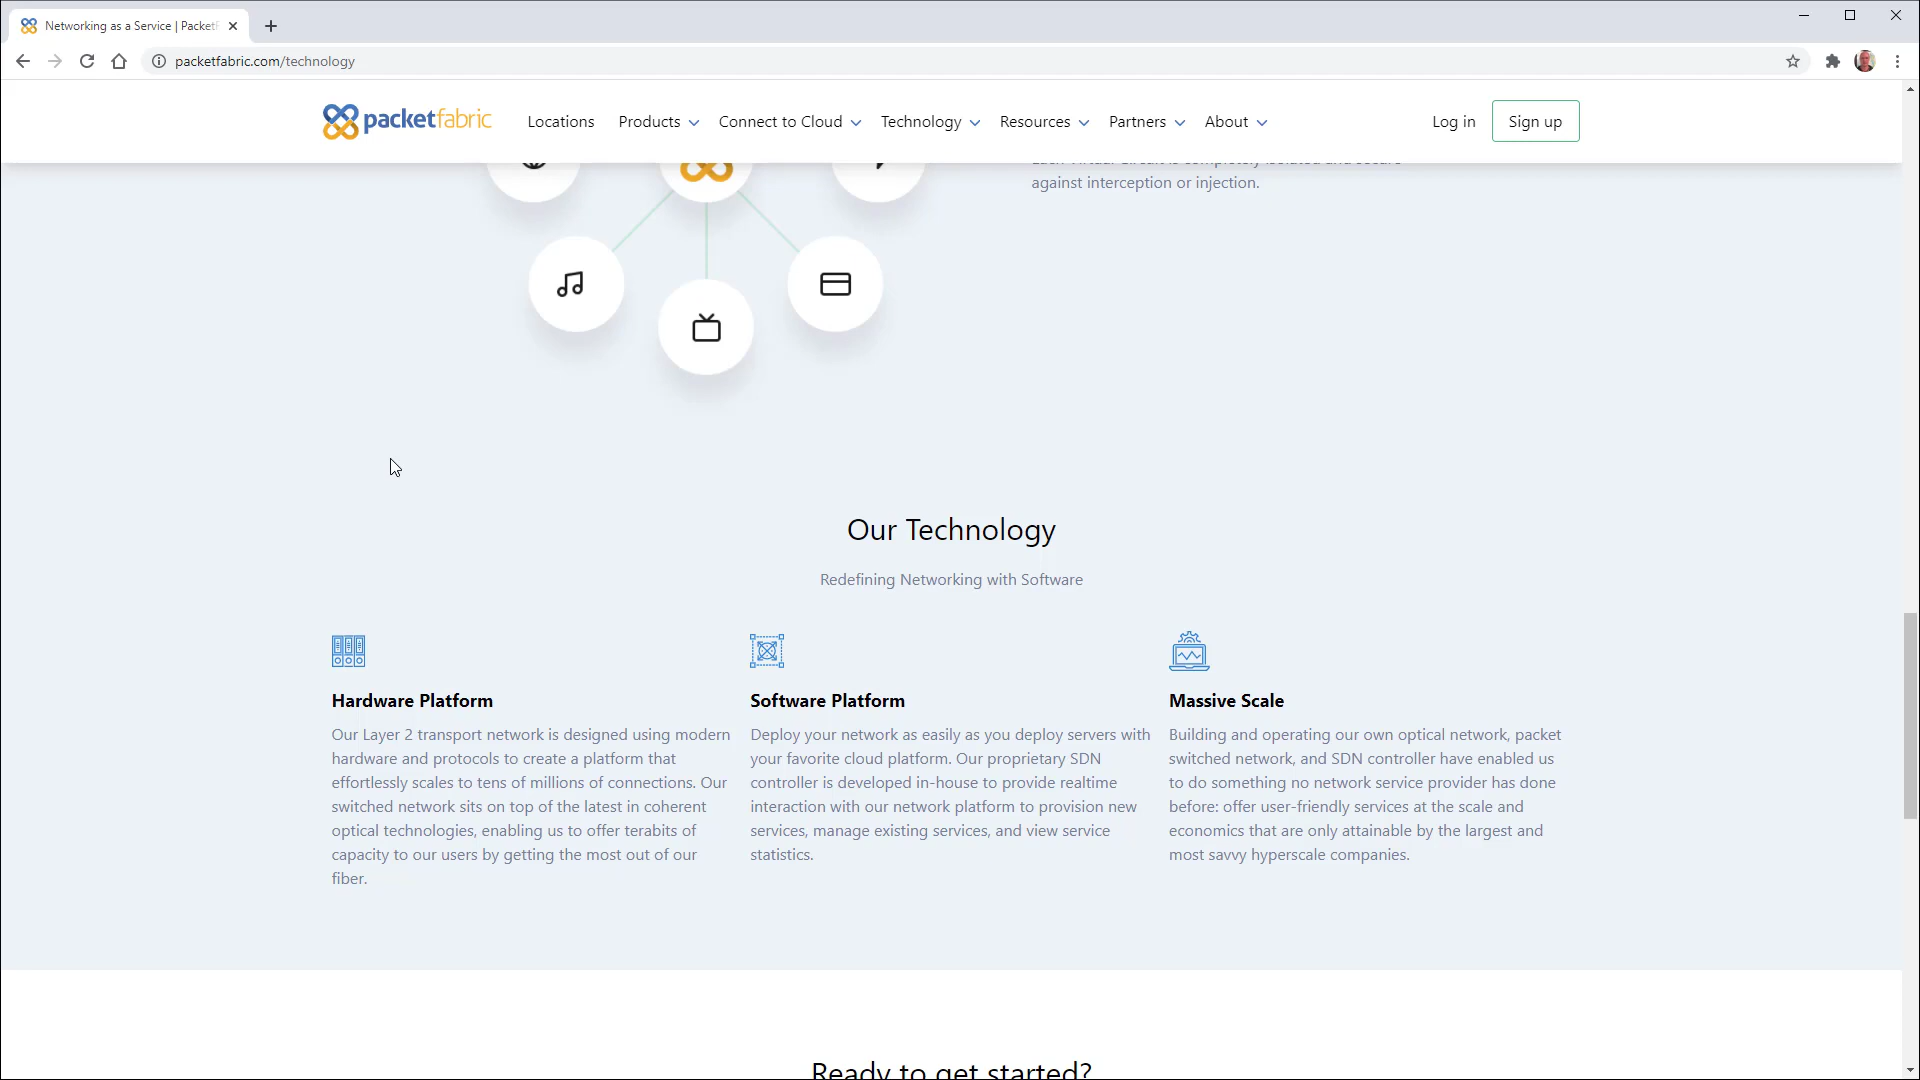 Networking as a Service | Packet
packetfabric.com/technology
packetfabric
Locations
Products
Connect to Cloud
Technology
Resources
Partners
About
Log in
Sign up
Each Virtual Circuit is completely isolated and secure
against interception or injection.
Our Technology
Redefining Networking with Software
Hardware Platform
Our Layer 2 transport network is designed using modern
hardware and protocols to create a platform that
effortlessly scales to tens of millions of connections. Our
switched network sits on top of the latest in coherent
optical technologies, enabling us to offer terabits of
capacity to our users by getting the most out of our
fiber.
Software Platform
Deploy your network as easily as you deploy servers with
your favorite cloud platform. Our proprietary SDN
controller is developed in-house to provide realtime
interaction with our network platform to provision new
services, manage existing services, and view service
statistics.
Massive Scale
Building and operating our own optical network, packet
switched network, and SDN controller have enabled us
to do something no network service provider has done
before: offer user-friendly services at the scale and
economics that are only attainable by the largest and
most savvy hyperscale companies.
Ready to get started?